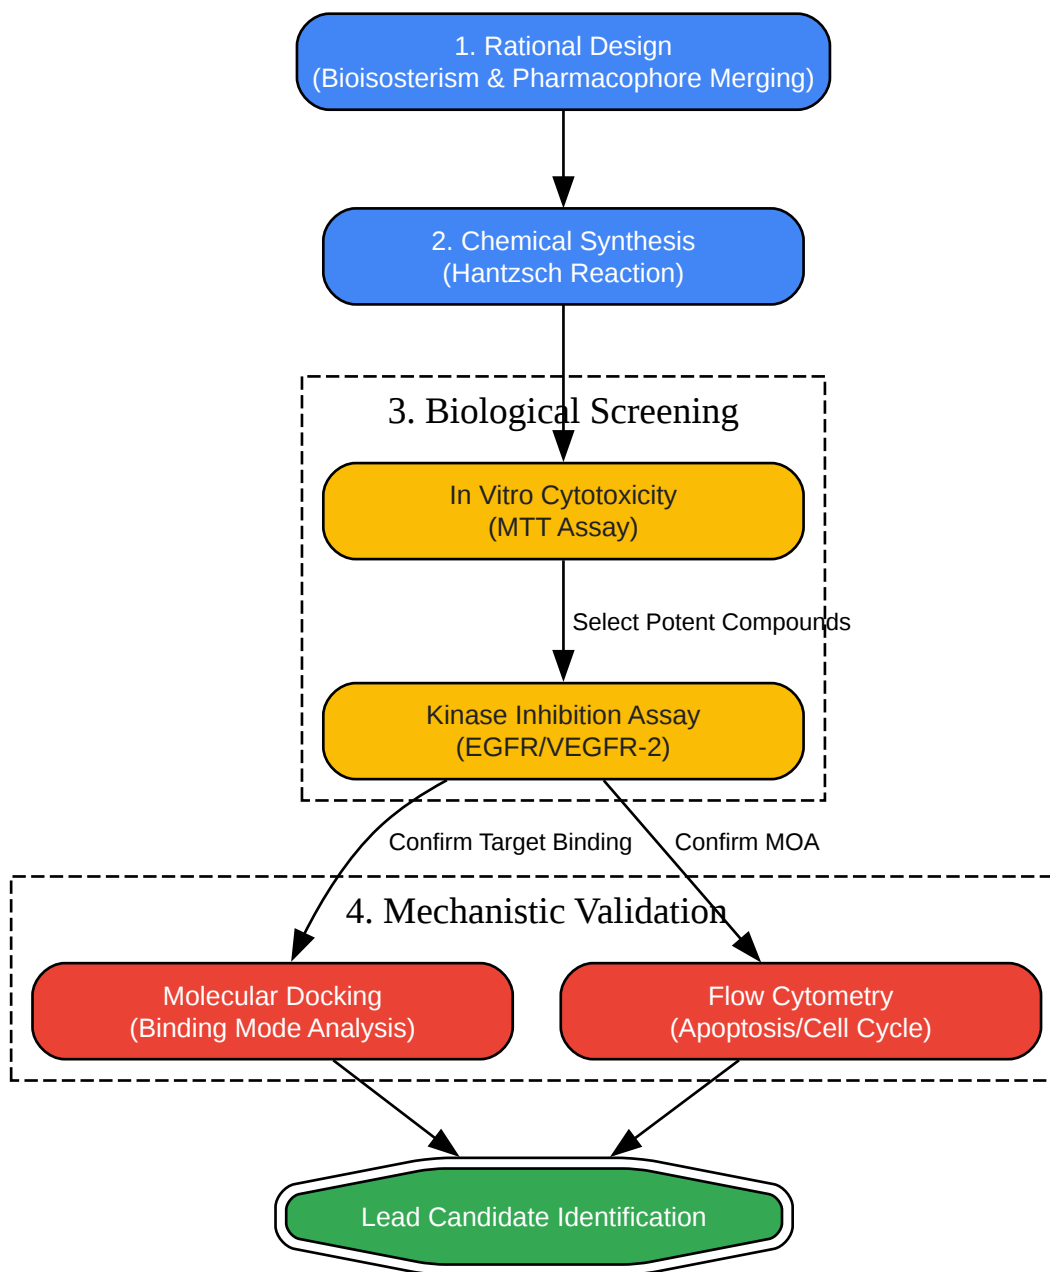 1. Rational Design
(Bioisosterism & Pharmacophore Merging)
2. Chemical Synthesis
(Hantzsch Reaction)
3. Biological Screening
In Vitro Cytotoxicity
(MTT Assay)
Select Potent Compounds
Kinase Inhibition Assay
(EGFR/VEGFR-2)
Confirm Target Binding
Confirm MOA
4. Mechanistic Validation
Molecular Docking
(Binding Mode Analysis)
Flow Cytometry
(Apoptosis/Cell Cycle)
Lead Candidate Identification